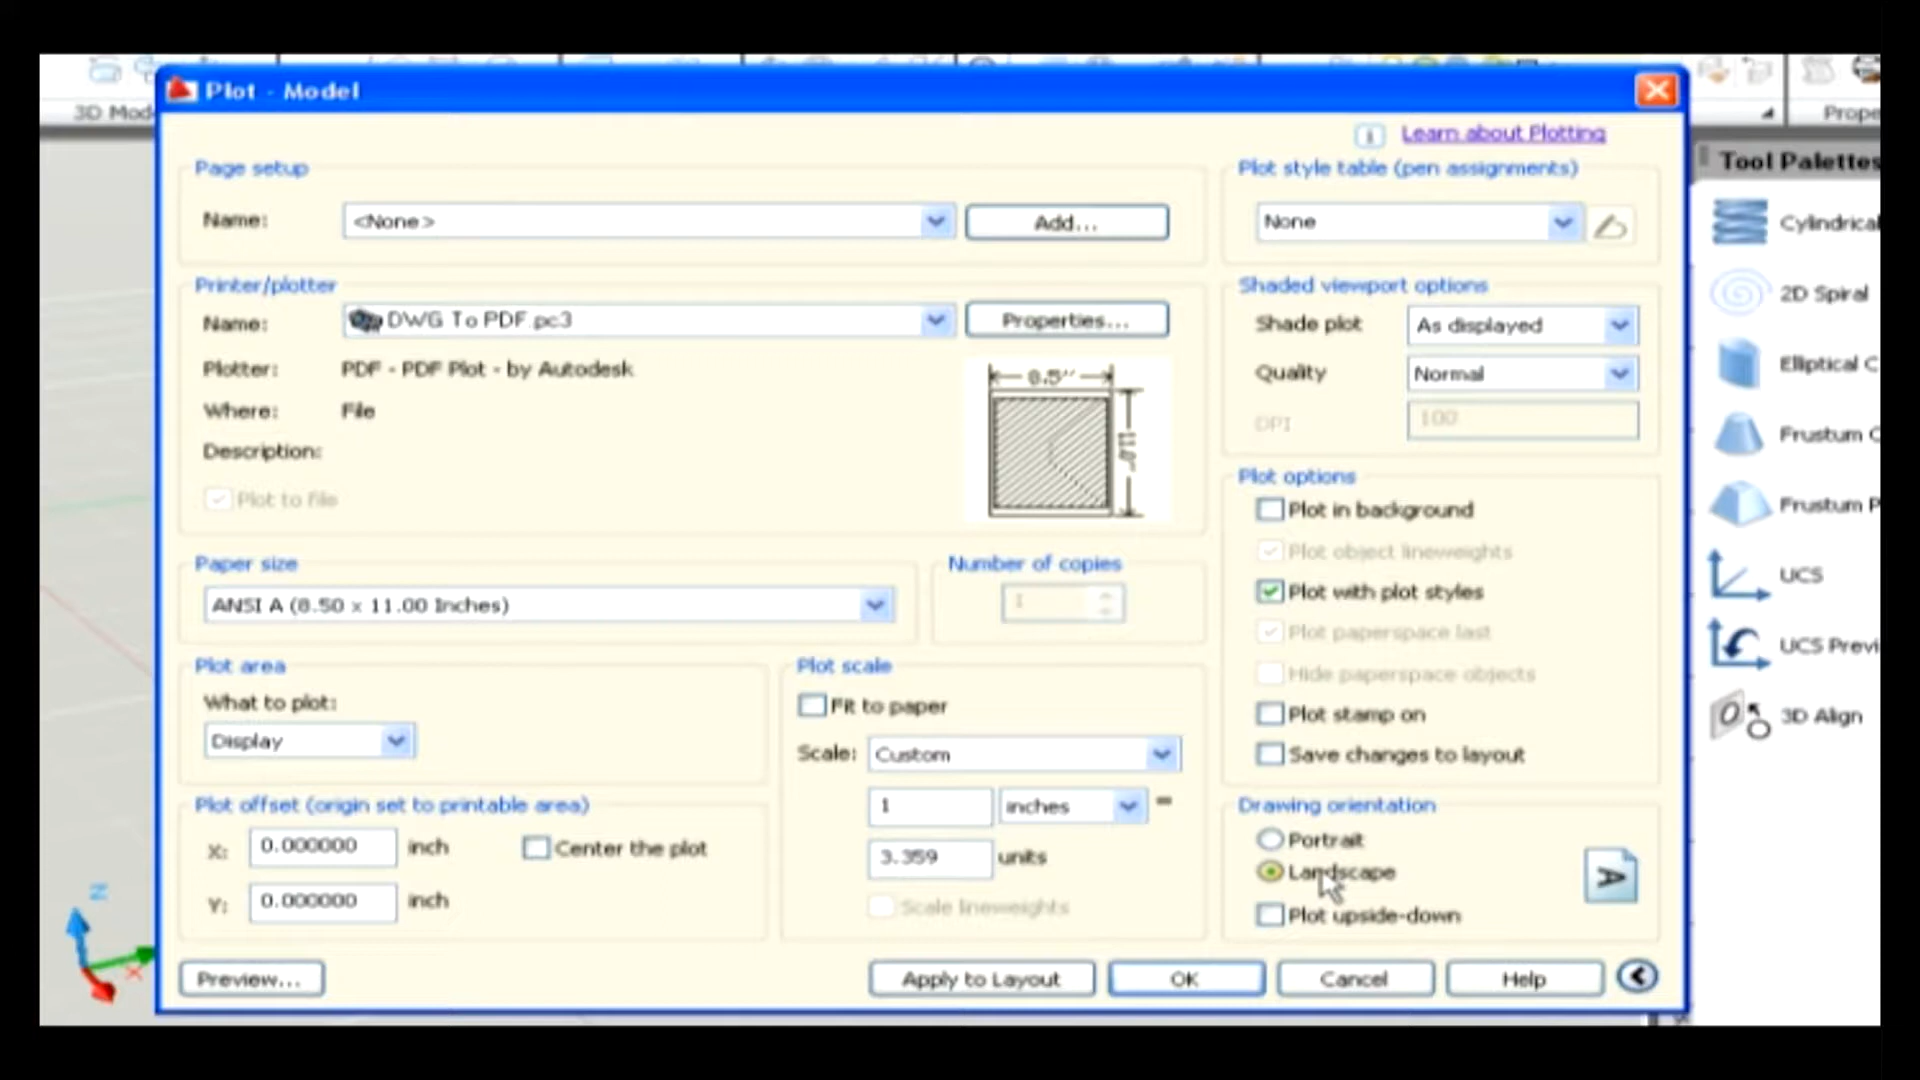 3D Mod
Prope
Plot - Model
Learn about Plotting
Page setup
Name: <None> Add...
Plot style table (pen assignments)
None
Printer/plotter
Name: DWG To PDF.pc3 Properties...
Plotter: PDF - PDF Plot - by Autodesk
Where: File
Description:
Plot to file
8.5''
11.0''
Shaded viewport options
Shade plot As displayed
Quality Normal
DPI 100
Paper size
ANSI A (8.50 x 11.00 Inches)
Number of copies
1
Plot options
Plot in background
Plot object lineweights
Plot with plot styles
Plot paperspace last
Hide paperspace objects
Plot stamp on
Save changes to layout
Plot area
What to plot:
Display
Plot scale
Fit to paper
Scale: Custom
1 inches =
3.359 units
Scale lineweights
Plot offset (origin set to printable area)
X: 0.000000 inch Center the plot
Y: 0.000000 inch
Drawing orientation
Portrait
Landscape
Plot upside-down
A
Preview... Apply to Layout OK Cancel Help
Tool Palettes
Cylindrical
2D Spiral
Elliptical C
Frustum C
Frustum P
UCS
UCS Previ
3D Align
Z
X